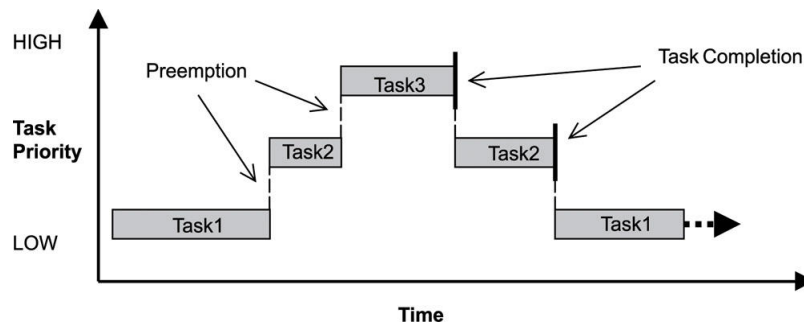 HIGH
Preemption
Task Completion
Task3
Task
Priority
Task2
Task2
Task1
Task1
LOW
Time